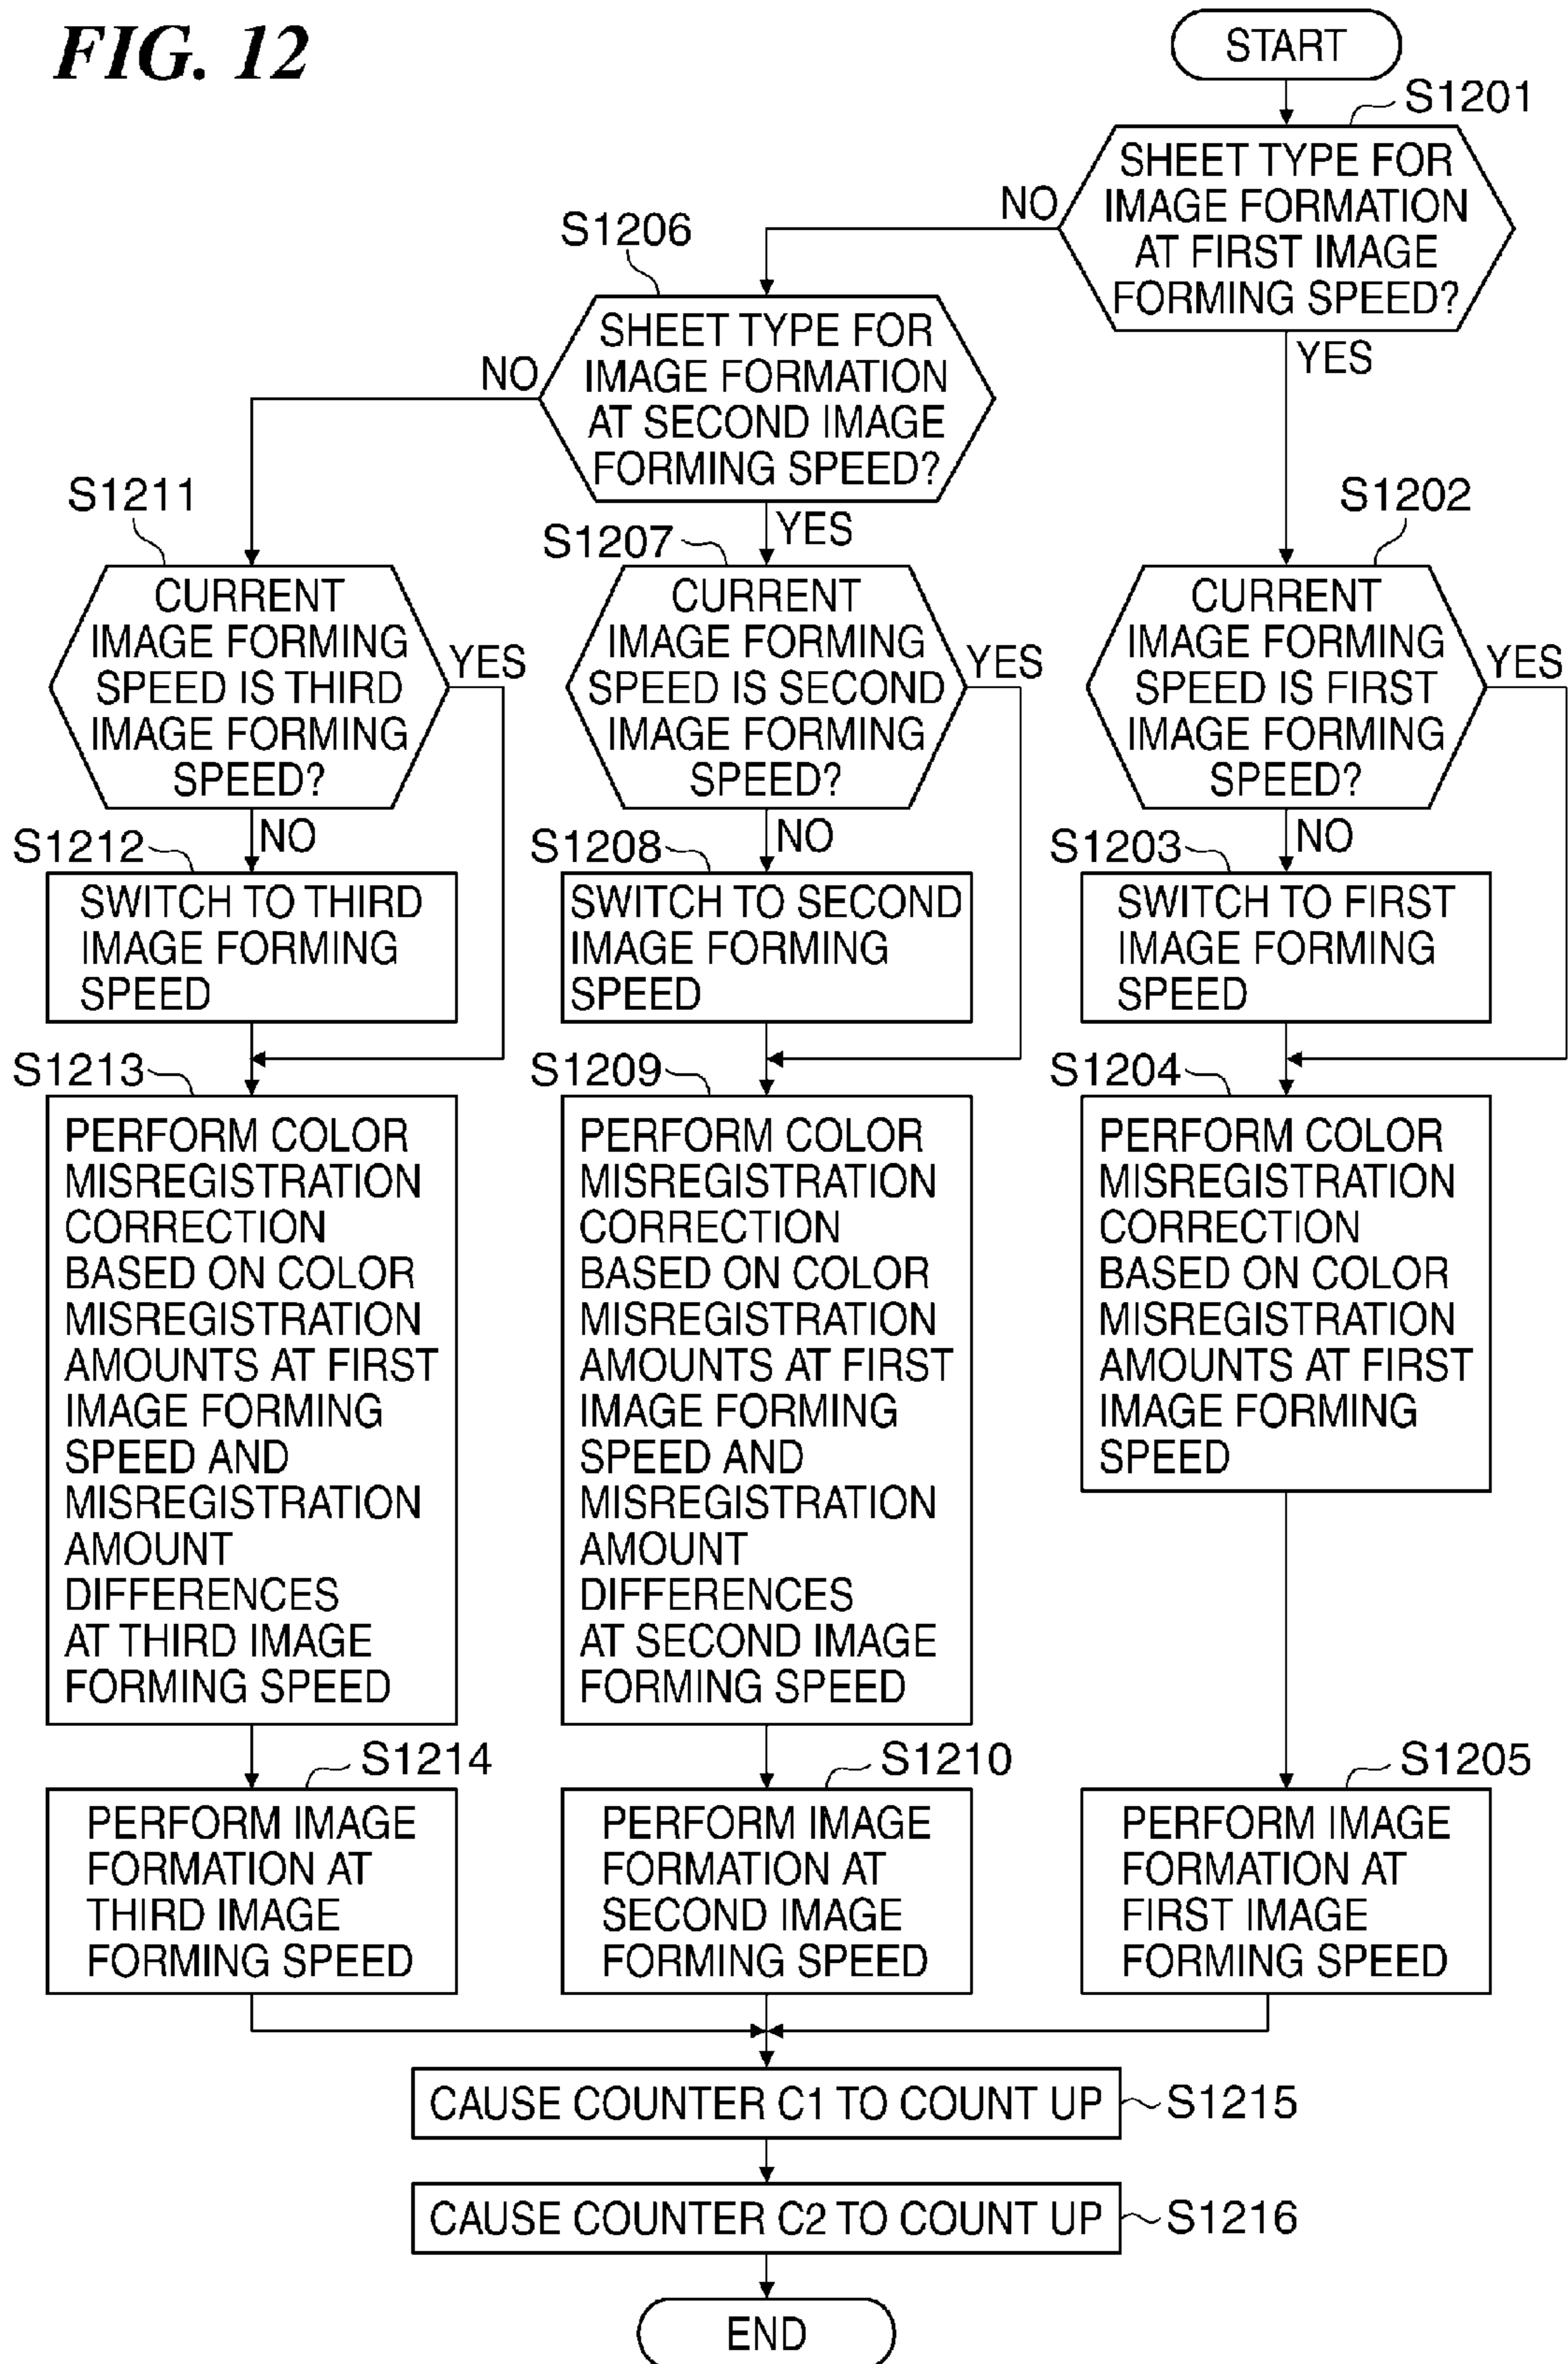 FIG. 12
START
S1201
SHEET TYPE FOR
IMAGE FORMATION
AT FIRST IMAGE
FORMING SPEED?
NO
YES
S1206
SHEET TYPE FOR
IMAGE FORMATION
AT SECOND IMAGE
FORMING SPEED?
NO
YES
S1211
CURRENT
IMAGE FORMING
SPEED IS THIRD
IMAGE FORMING
SPEED?
YES
NO
S1207
CURRENT
IMAGE FORMING
SPEED IS SECOND
IMAGE FORMING
SPEED?
YES
NO
S1202
CURRENT
IMAGE FORMING
SPEED IS FIRST
IMAGE FORMING
SPEED?
YES
NO
S1212
SWITCH TO THIRD
IMAGE FORMING
SPEED
S1208
SWITCH TO SECOND
IMAGE FORMING
SPEED
S1203
SWITCH TO FIRST
IMAGE FORMING
SPEED
S1213
PERFORM COLOR
MISREGISTRATION
CORRECTION
BASED ON COLOR
MISREGISTRATION
AMOUNTS AT FIRST
IMAGE FORMING
SPEED AND
MISREGISTRATION
AMOUNT
DIFFERENCES
AT THIRD IMAGE
FORMING SPEED
S1209
PERFORM COLOR
MISREGISTRATION
CORRECTION
BASED ON COLOR
MISREGISTRATION
AMOUNTS AT FIRST
IMAGE FORMING
SPEED AND
MISREGISTRATION
AMOUNT
DIFFERENCES
AT SECOND IMAGE
FORMING SPEED
S1204
PERFORM COLOR
MISREGISTRATION
CORRECTION
BASED ON COLOR
MISREGISTRATION
AMOUNTS AT FIRST
IMAGE FORMING
SPEED
S1214
PERFORM IMAGE
FORMATION AT
THIRD IMAGE
FORMING SPEED
S1210
PERFORM IMAGE
FORMATION AT
SECOND IMAGE
FORMING SPEED
S1205
PERFORM IMAGE
FORMATION AT
FIRST IMAGE
FORMING SPEED
CAUSE COUNTER C1 TO COUNT UP
S1215
CAUSE COUNTER C2 TO COUNT UP
S1216
END